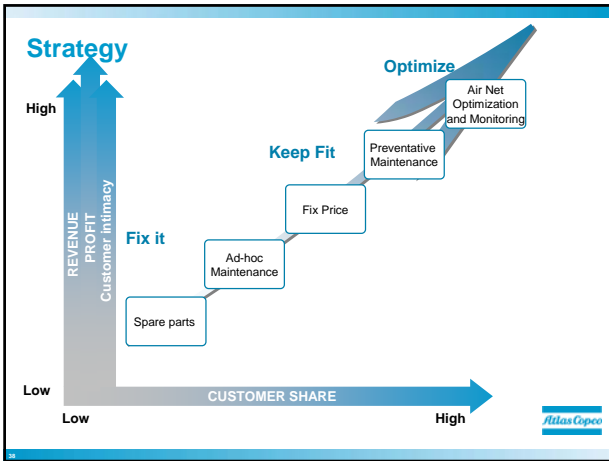 Strategy
Optimize
High
Air Net
Optimization
and Monitoring
Keep Fit
Preventative
Maintenance
Fix Price
REVENUE
PROFIT
Customer intimacy
Fix it
Ad-hoc
Maintenance
Spare parts
Low
CUSTOMER SHARE
Low
High
Atlas Copco
38